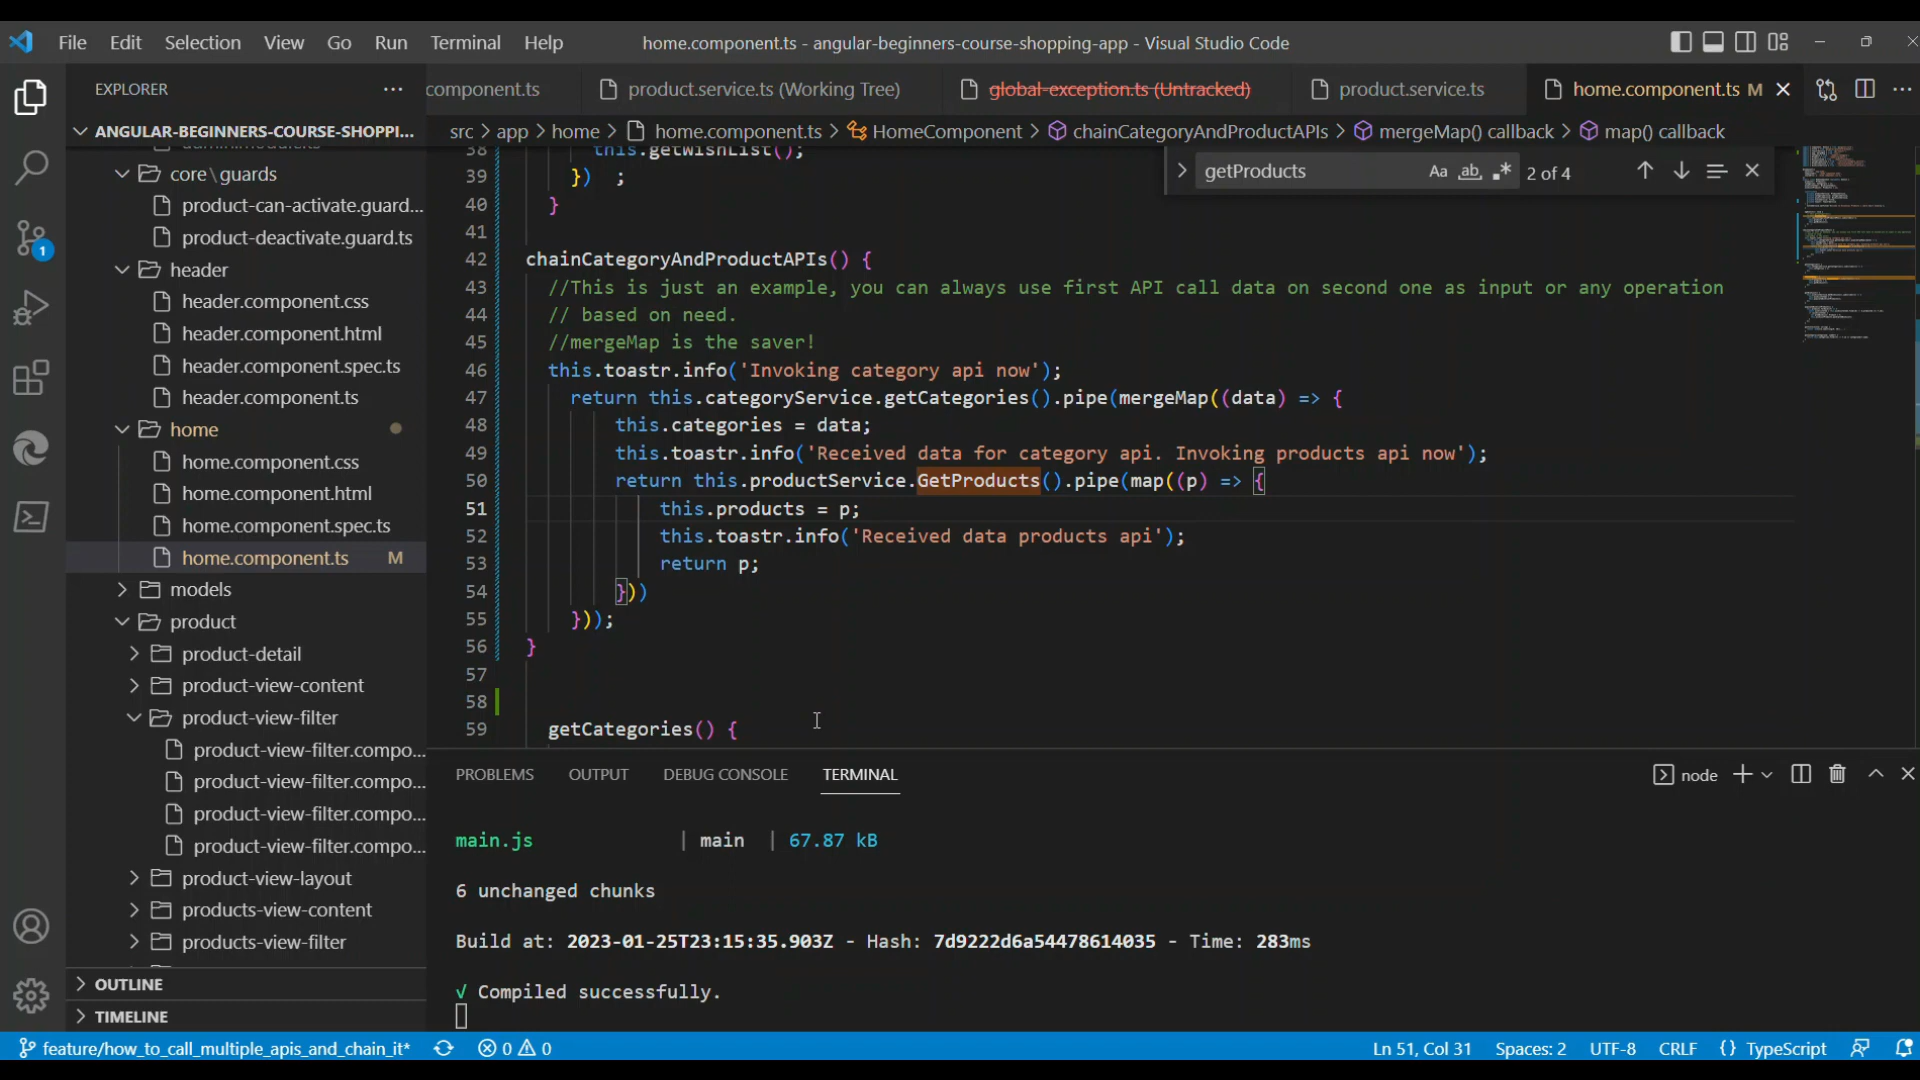 File Edit Selection View Go Run Terminal Help
home.component.ts - angular-beginners-course-shopping-app - Visual Studio Code
EXPLORER
component.ts
product.service.ts (Working Tree)
global-exception.ts (Untracked)
product.service.ts
home.component.ts M
ANGULAR-BEGINNERS-COURSE-SHOPPI...
core\guards
product-can-activate.guard...
product-deactivate.guard.ts
header
header.component.css
header.component.html
header.component.spec.ts
header.component.ts
home
home.component.css
home.component.html
home.component.spec.ts
home.component.ts M
models
product
product-detail
product-view-content
product-view-filter
product-view-filter.compo...
product-view-filter.compo...
product-view-filter.compo...
product-view-filter.compo...
product-view-layout
products-view-content
products-view-filter
OUTLINE
TIMELINE
1
src > app > home > home.component.ts > HomeComponent > chainCategoryAndProductAPIs > mergeMap() callback > map() callback
getProducts
Aa ab 2 of 4
38 this.getWishList();
39 }) ;
40 }
41
42 chainCategoryAndProductAPIs() {
43 //This is just an example, you can always use first API call data on second one as input or any operation
44 // based on need.
45 //mergeMap is the saver!
46 this.toastr.info('Invoking category api now');
47 return this.categoryService.getCategories().pipe(mergeMap((data) => {
48 this.categories = data;
49 this.toastr.info('Received data for category api. Invoking products api now');
50 return this.productService.GetProducts().pipe(map((p) => {
51 this.products = p;
52 this.toastr.info('Received data products api');
53 return p;
54 }))
55 }));
56 }
57
58
59 getCategories() {
PROBLEMS OUTPUT DEBUG CONSOLE TERMINAL
node
main.js | main | 67.87 kB
6 unchanged chunks
Build at: 2023-01-25T23:15:35.903Z - Hash: 7d9222d6a54478614035 - Time: 283ms
√ Compiled successfully.
feature/how_to_call_multiple_apis_and_chain_it* 0 0
Ln 51, Col 31 Spaces: 2 UTF-8 CRLF {} TypeScript